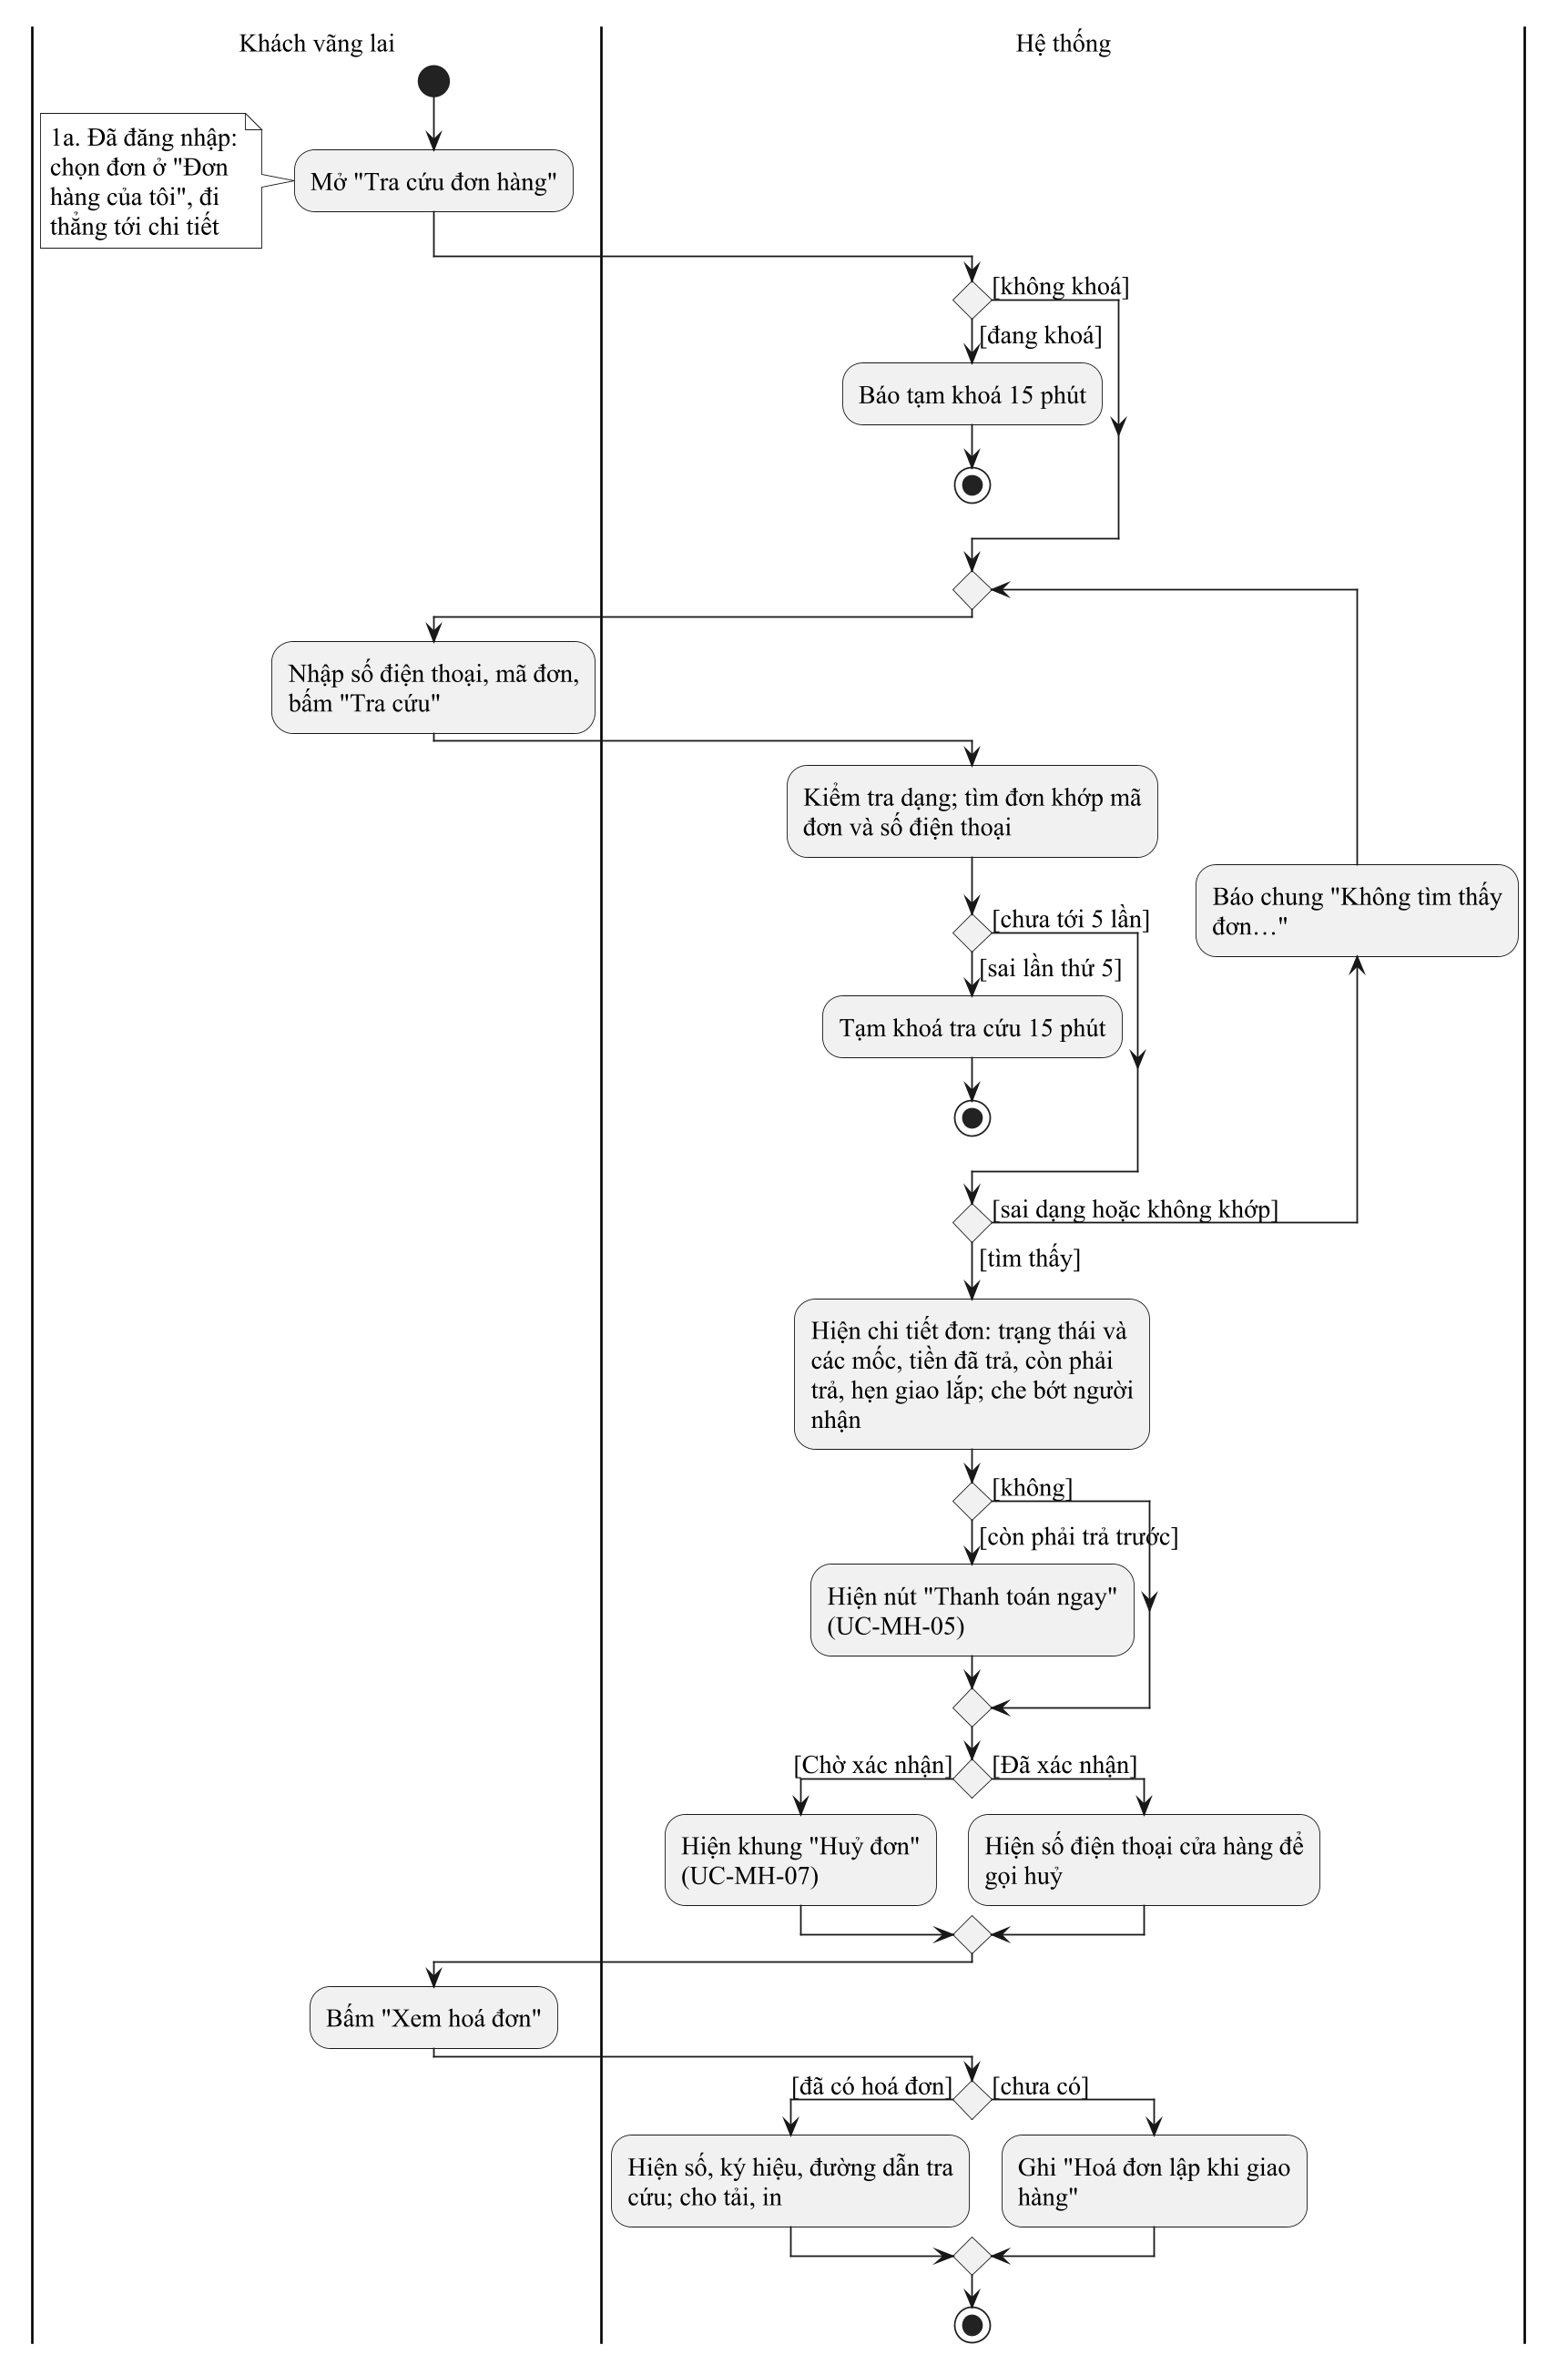 Khách vãng lai
Hệ thống
1a. Đã đăng nhập:
chọn đơn ở "Đơn
hàng của tôi", đi
thẳng tới chi tiết
Mở "Tra cứu đơn hàng"
[không khoá]
[đang khoá]
Báo tạm khoá 15 phút
Nhập số điện thoại, mã đơn,
bấm "Tra cứu"
Kiểm tra dạng; tìm đơn khớp mã
đơn và số điện thoại
Báo chung "Không tìm thấy
đơn…"
[chưa tới 5 lần]
[sai lần thứ 5]
Tạm khoá tra cứu 15 phút
[sai dạng hoặc không khớp]
[tìm thấy]
Hiện chi tiết đơn: trạng thái và
các mốc, tiền đã trả, còn phải
trả, hẹn giao lắp; che bớt người
nhận
[không]
[còn phải trả trước]
Hiện nút "Thanh toán ngay"
(UC-MH-05)
[Chờ xác nhận]
[Đã xác nhận]
Hiện khung "Huỷ đơn"
(UC-MH-07)
Hiện số điện thoại cửa hàng để
gọi huỷ
Bấm "Xem hoá đơn"
[đã có hoá đơn]
[chưa có]
Hiện số, ký hiệu, đường dẫn tra
cứu; cho tải, in
Ghi "Hoá đơn lập khi giao
hàng"